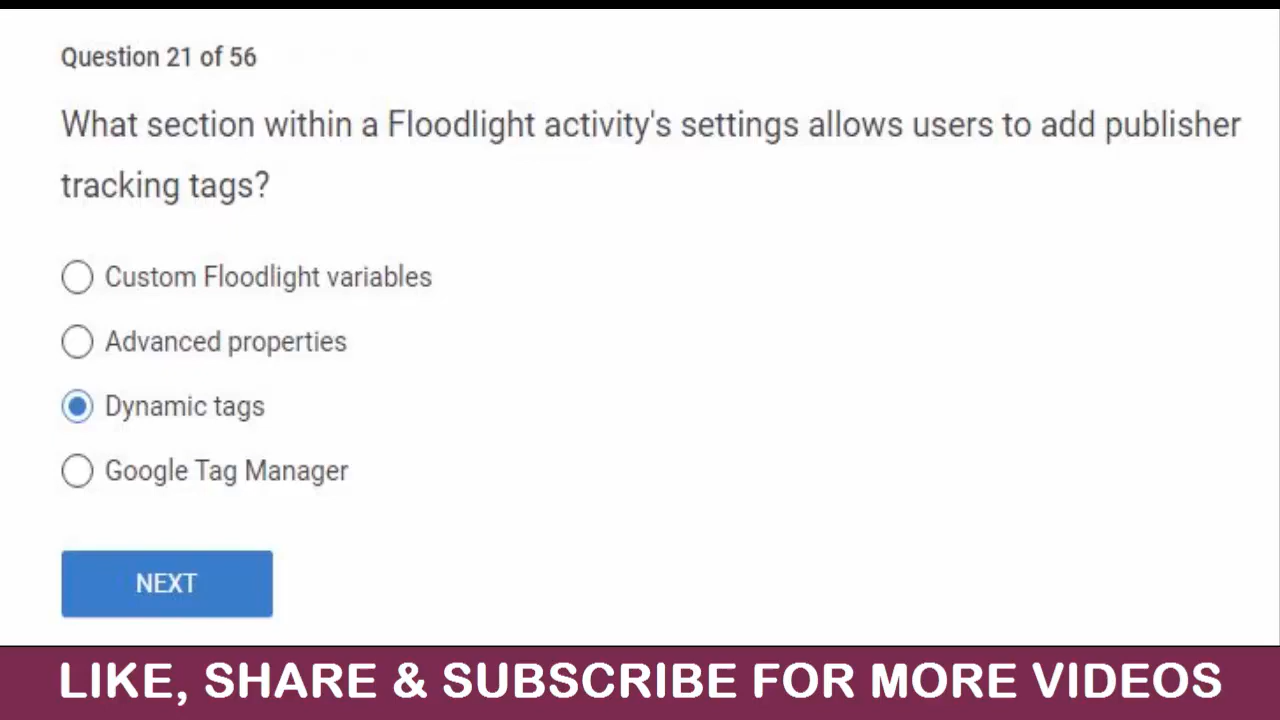 Question 21 of 56
What section within a Floodlight activity's settings allows users to add publisher
tracking tags?
Custom Floodlight variables
Advanced properties
Dynamic tags
Google Tag Manager
NEXT
LIKE, SHARE & SUBSCRIBE FOR MORE VIDEOS